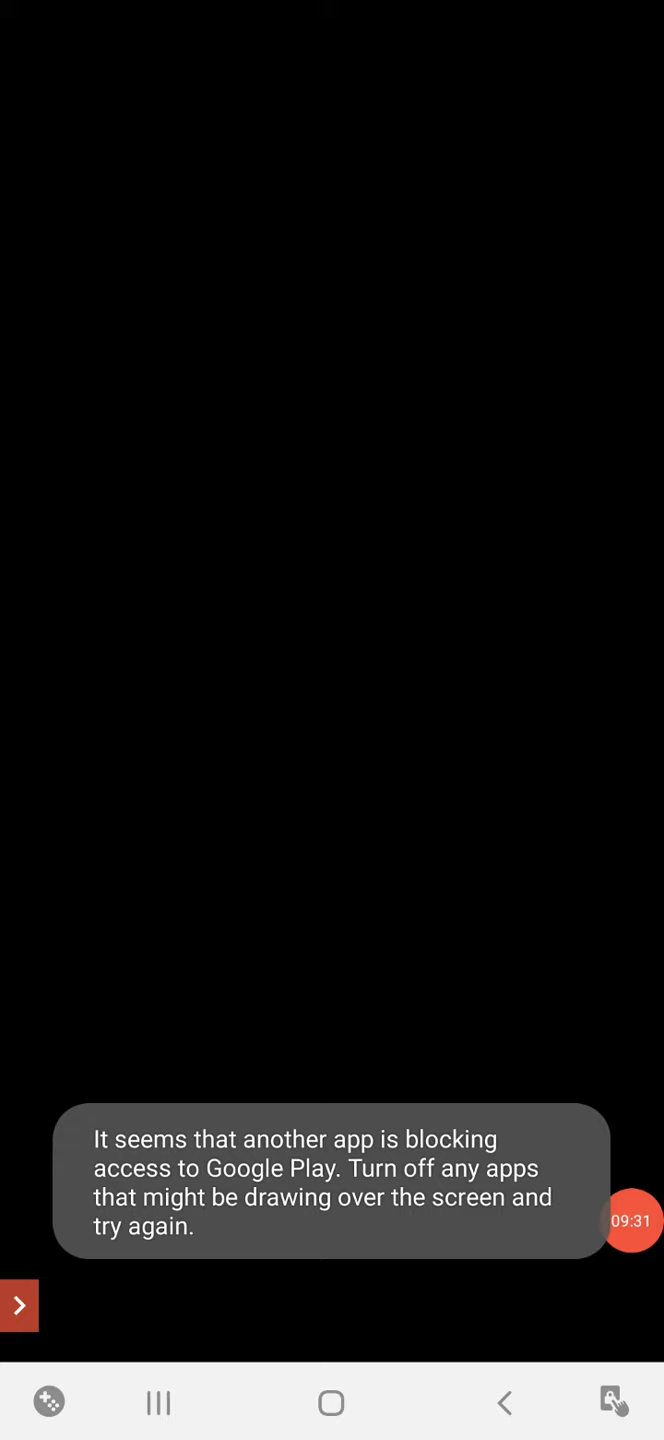 It seems that another app is blocking
access to Google Play. Turn off any apps
that might be drawing over the screen and
try again.
09:31